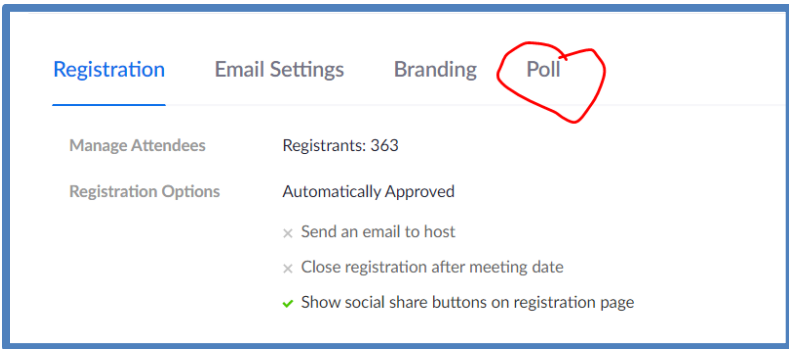 Registration Email Settings Branding Poll
Manage Attendees Registrants: 363
Registration Options Automatically Approved
× Send an email to host
× Close registration after meeting date
✓ Show social share buttons on registration page